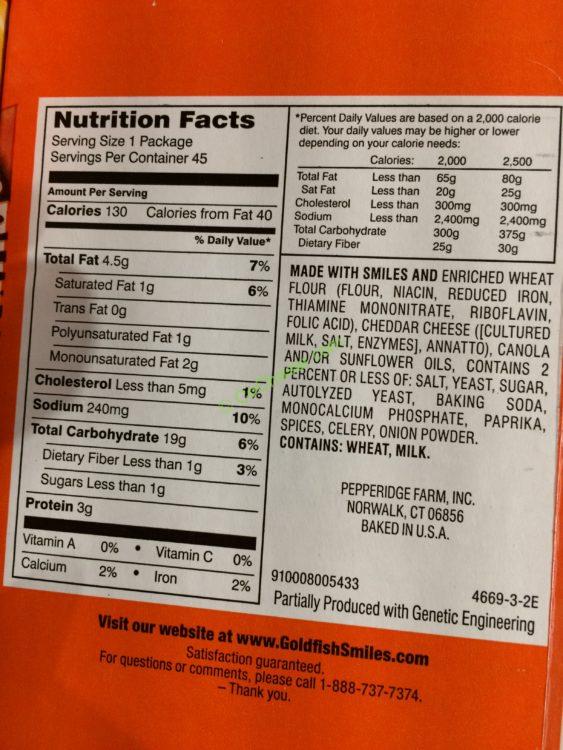 Nutrition Facts
Serving Size 1 Package
Servings Per Container 45
Amount Per Serving
Calories 130 Calories from Fat 40
% Daily Value*
Total Fat 4.5g 7%
Saturated Fat 1g 6%
Trans Fat 0g
Polyunsaturated Fat 1g
Monounsaturated Fat 2g
Cholesterol Less than 5mg 1%
Sodium 240mg 10%
Total Carbohydrate 19g 6%
Dietary Fiber Less than 1g 3%
Sugars Less than 1g
Protein 3g
Vitamin A 0% • Vitamin C 0%
Calcium 2% • Iron 2%
*Percent Daily Values are based on a 2,000 calorie
diet. Your daily values may be higher or lower
depending on your calorie needs:
Calories: 2,000 2,500
Total Fat Less than 65g 80g
Sat Fat Less than 20g 25g
Cholesterol Less than 300mg 300mg
Sodium Less than 2,400mg 2,400mg
Total Carbohydrate 300g 375g
Dietary Fiber 25g 30g
MADE WITH SMILES AND ENRICHED WHEAT
FLOUR (FLOUR, NIACIN, REDUCED IRON,
THIAMINE MONONITRATE, RIBOFLAVIN,
FOLIC ACID), CHEDDAR CHEESE ([CULTURED
MILK, SALT, ENZYMES], ANNATTO), CANOLA
AND/OR SUNFLOWER OILS, CONTAINS 2
PERCENT OR LESS OF: SALT, YEAST, SUGAR,
AUTOLYZED YEAST, BAKING SODA,
MONOCALCIUM PHOSPHATE, PAPRIKA,
SPICES, CELERY, ONION POWDER.
CONTAINS: WHEAT, MILK.
PEPPERIDGE FARM, INC.
NORWALK, CT 06856
BAKED IN U.S.A.
910008005433 4669-3-2E
Partially Produced with Genetic Engineering
Visit our website at www.GoldfishSmiles.com
Satisfaction guaranteed.
For questions or comments, please call 1-888-737-7374.
– Thank you.